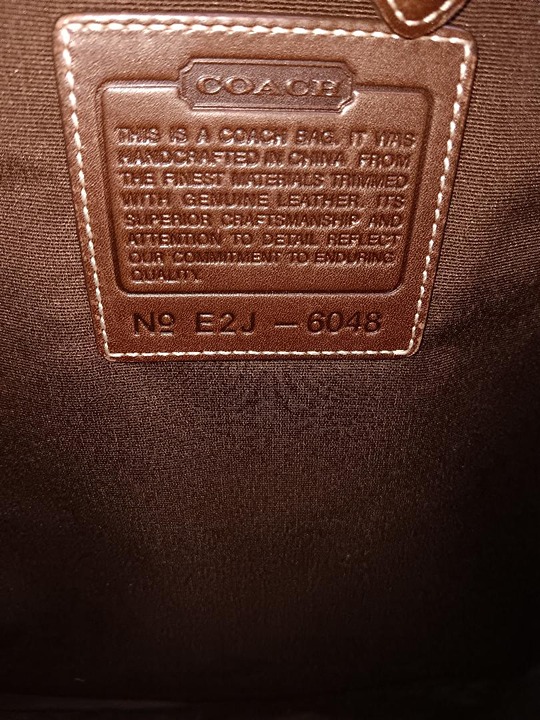 COACH
THIS IS A COACH BAG. IT WAS
HANDCRAFTED IN CHINA, FROM
THE FINEST MATERIALS TRIMMED
WITH GENUINE LEATHER. ITS
SUPERIOR CRAFTSMANSHIP AND
ATTENTION TO DETAIL REFLECT
OUR COMMITMENT TO ENDURING
QUALITY.
Nº E2J – 6048